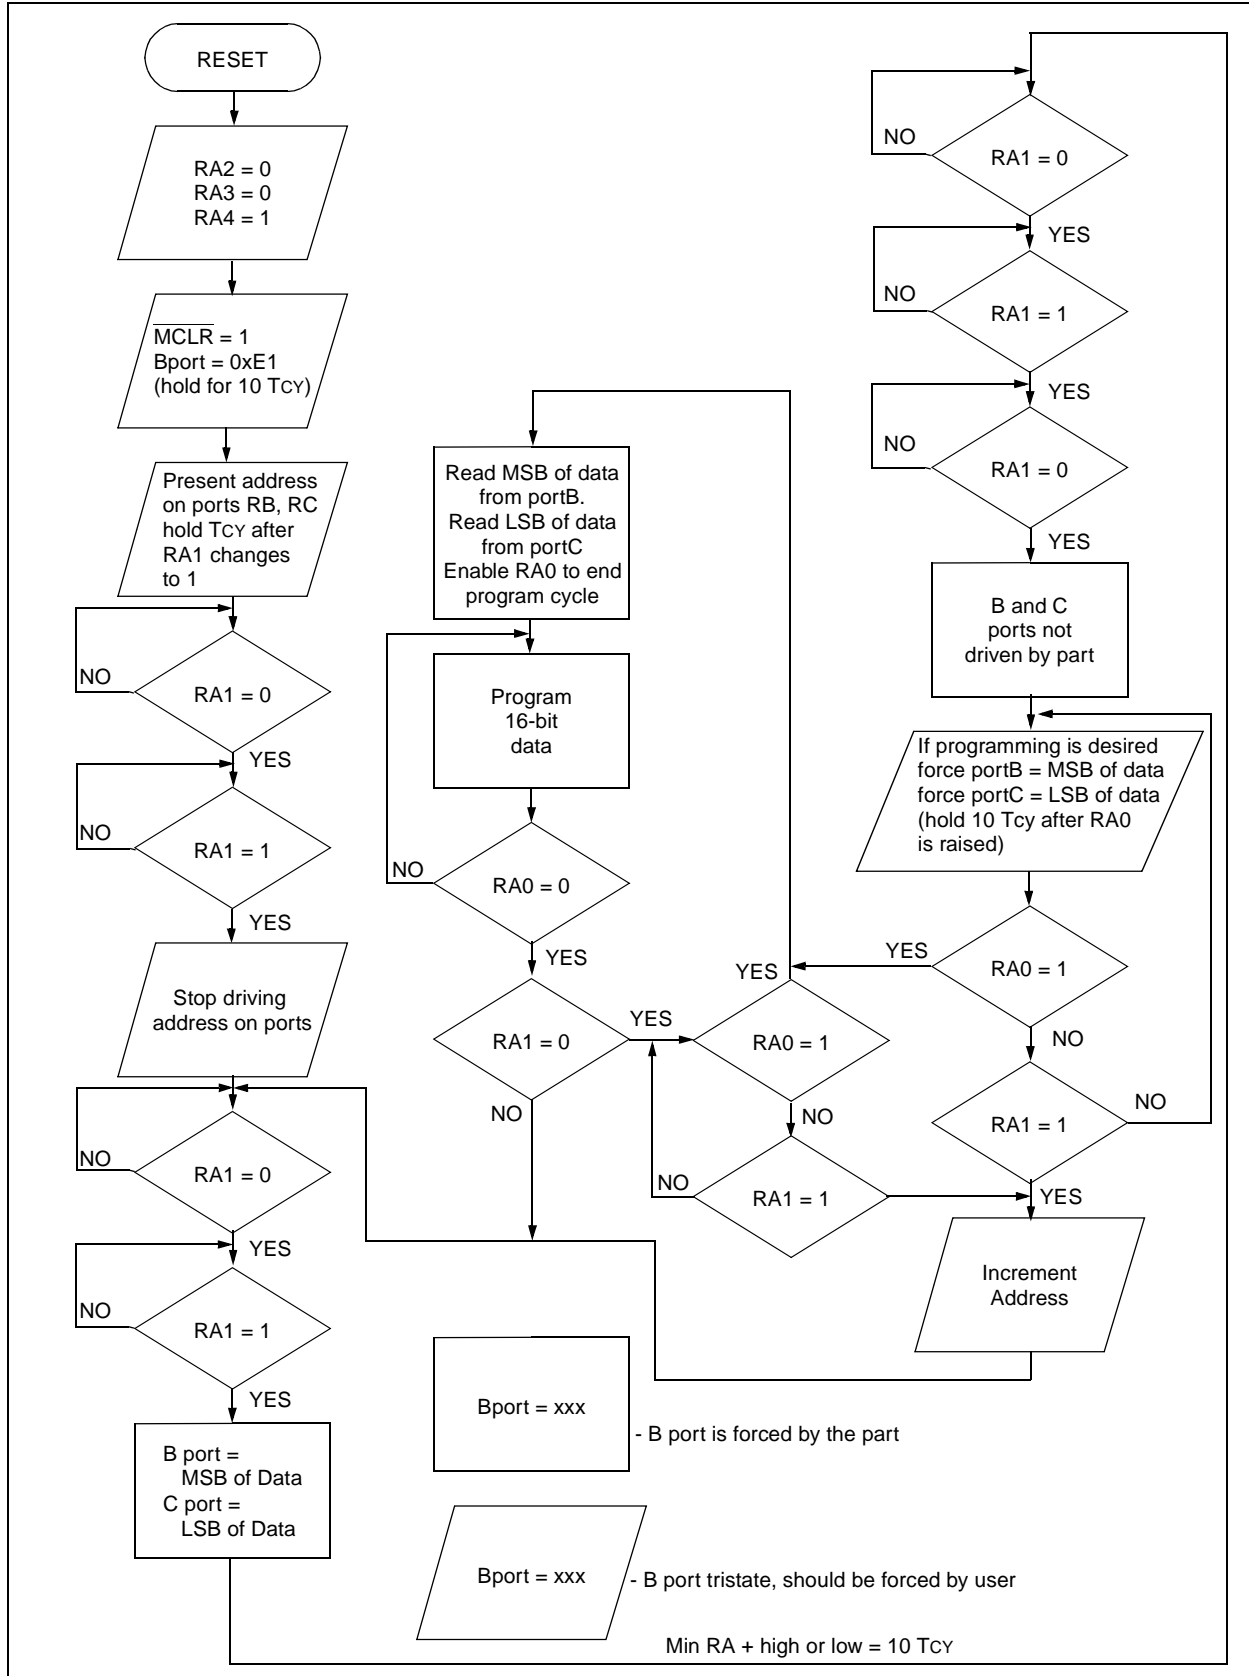 RESET
RA2 = 0
RA3 = 0
RA4 = 1
MCLR = 1
Bport = 0xE1
(hold for 10 TCY)
Present address
on ports RB, RC
hold TCY after
RA1 changes
to 1
NO
RA1 = 0
YES
NO
RA1 = 1
YES
Stop driving
address on ports
NO
RA1 = 0
YES
NO
RA1 = 1
YES
B port =
MSB of Data
C port =
LSB of Data
Read MSB of data
from portB.
Read LSB of data
from portC
Enable RA0 to end
program cycle
Program
16-bit
data
NO
RA0 = 0
YES
RA1 = 0
YES
NO
YES
RA0 = 1
NO
NO
RA1 = 1
NO
RA1 = 0
YES
NO
RA1 = 1
YES
NO
RA1 = 0
YES
B and C
ports not
driven by part
If programming is desired
force portB = MSB of data
force portC = LSB of data
(hold 10 Tcy after RA0
is raised)
YES
RA0 = 1
NO
RA1 = 1
NO
YES
Increment
Address
Bport = xxx
- B port is forced by the part
Bport = xxx
- B port tristate, should be forced by user
Min RA + high or low = 10 TCY